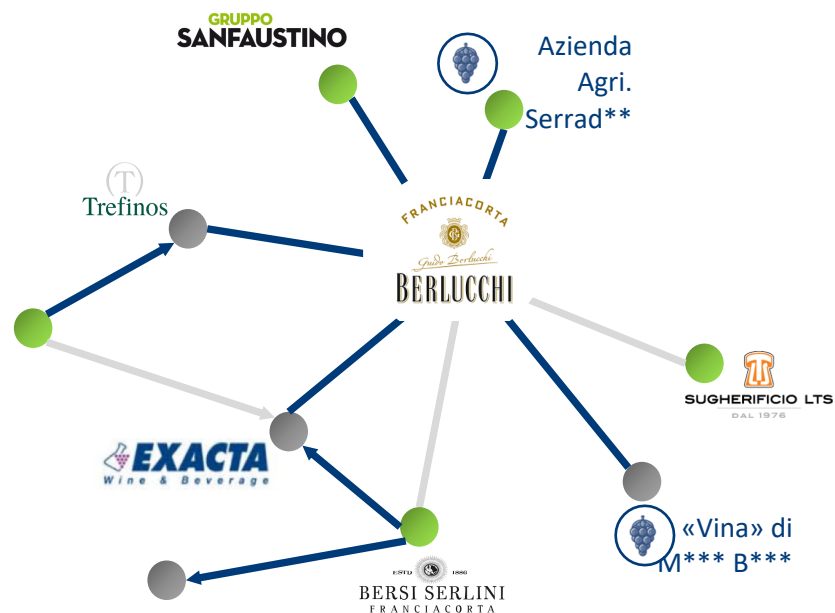 GRUPPO
SANFAUSTINO
Azienda
Agri.
Serrad**
T
Trefinos
FRANCIACORTA
Guido Berlucchi
BERLUCCHI
SUGHERIFICIO LTS
DAL 1976
EXACTA
Wine & Beverage
«Vina» di
M*** B***
ESTD 1886
BERSI SERLINI
FRANCIACORTA